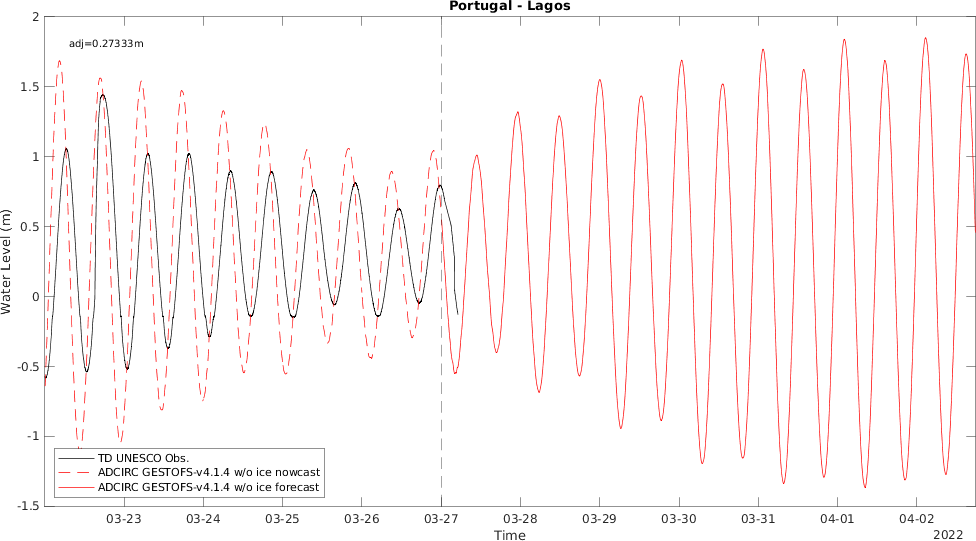 Portugal - Lagos
adj=0.27333m
2
1.5
1
0.5
0
-0.5
-1
-1.5
Water Level (m)
TD UNESCO Obs.
ADCIRC GESTOFS-v4.1.4 w/o ice nowcast
ADCIRC GESTOFS-v4.1.4 w/o ice forecast
03-23 03-24 03-25 03-26 03-27 03-28 03-29 03-30 03-31 04-01 04-02
Time
2022